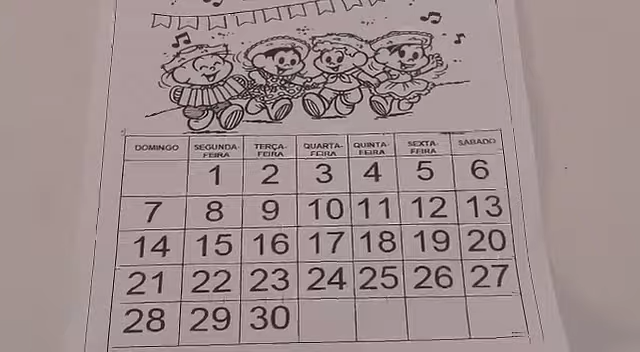 DOMINGO SEGUNDA-FEIRA TERÇA-FEIRA QUARTA-FEIRA QUINTA-FEIRA SEXTA-FEIRA SÁBADO
1 2 3 4 5 6
7 8 9 10 11 12 13
14 15 16 17 18 19 20
21 22 23 24 25 26 27
28 29 30